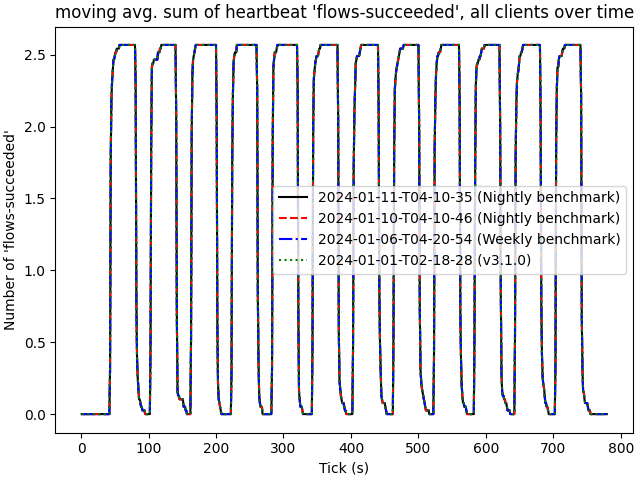 moving avg. sum of heartbeat 'flows-succeeded', all clients over time
Number of 'flows-succeeded'
2.5
2.0
1.5
1.0
0.5
0.0
2024-01-11-T04-10-35 (Nightly benchmark)
2024-01-10-T04-10-46 (Nightly benchmark)
2024-01-06-T04-20-54 (Weekly benchmark)
2024-01-01-T02-18-28 (v3.1.0)
0 100 200 300 400 500 600 700 800
Tick (s)